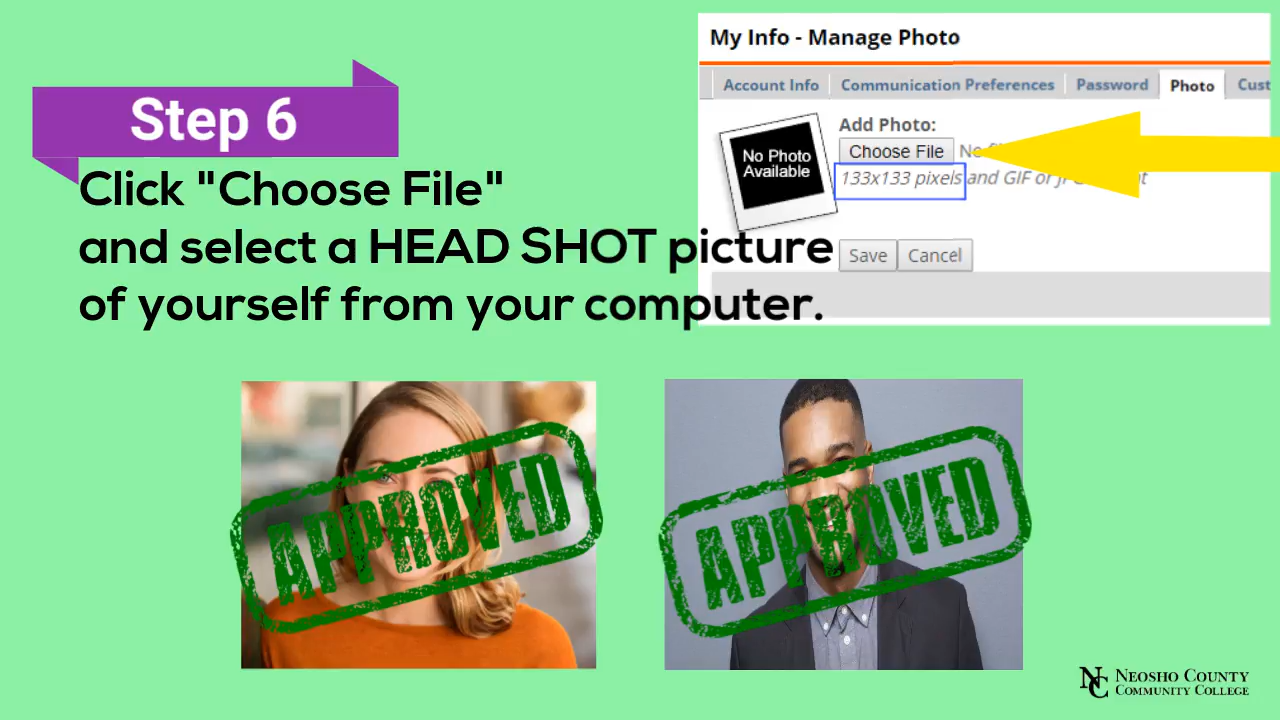 My Info - Manage Photo
Account Info
Communication Preferences
Password
Photo
Step 6
Add Photo:
Choose File
No Photo
Available
133x133 pixels and GIF or
Click "Choose File"
and select a HEAD SHOT picture
of yourself from your computer.
Save
Cancel
APPROVED
APPROVED
NC
NEOSHO COUNTY
COMMUNITY COLLEGE